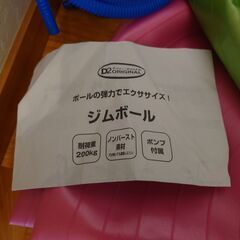 D2 ORIGINAL
ボールの弾力でエクササイズ！
ジムボール
耐荷重
200kg
ノンバースト
素材
ポンプ
付属